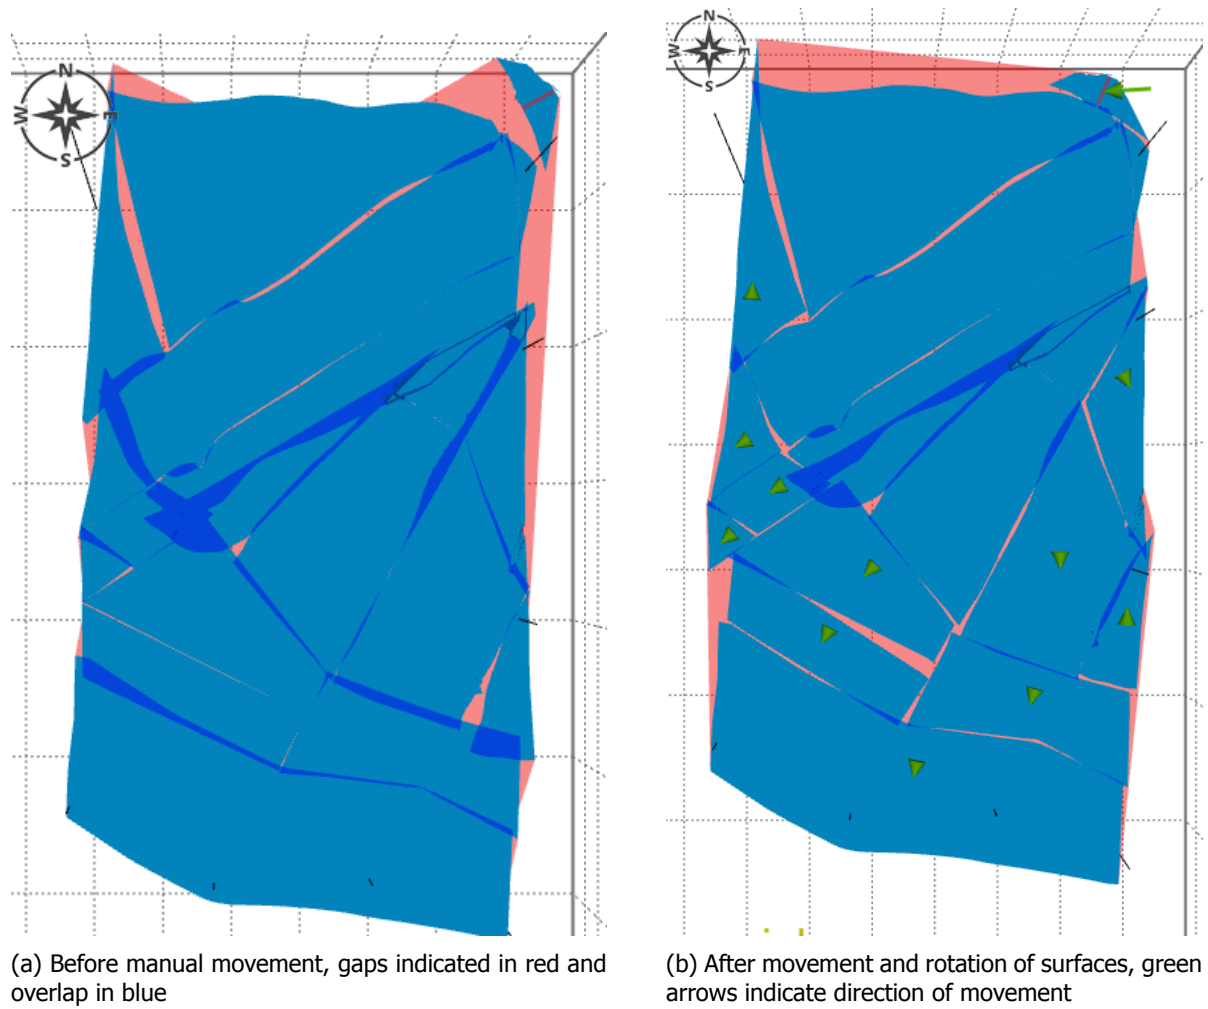 N
W E
S
N
W E
S
(a) Before manual movement, gaps indicated in red and
overlap in blue
(b) After movement and rotation of surfaces, green
arrows indicate direction of movement